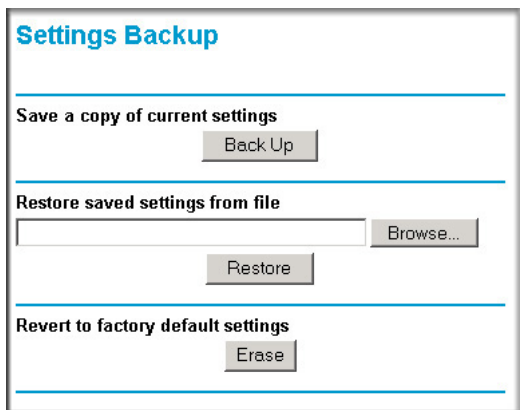 Settings Backup
Save a copy of current settings
Back Up
Restore saved settings from file
Browse...
Restore
Revert to factory default settings
Erase